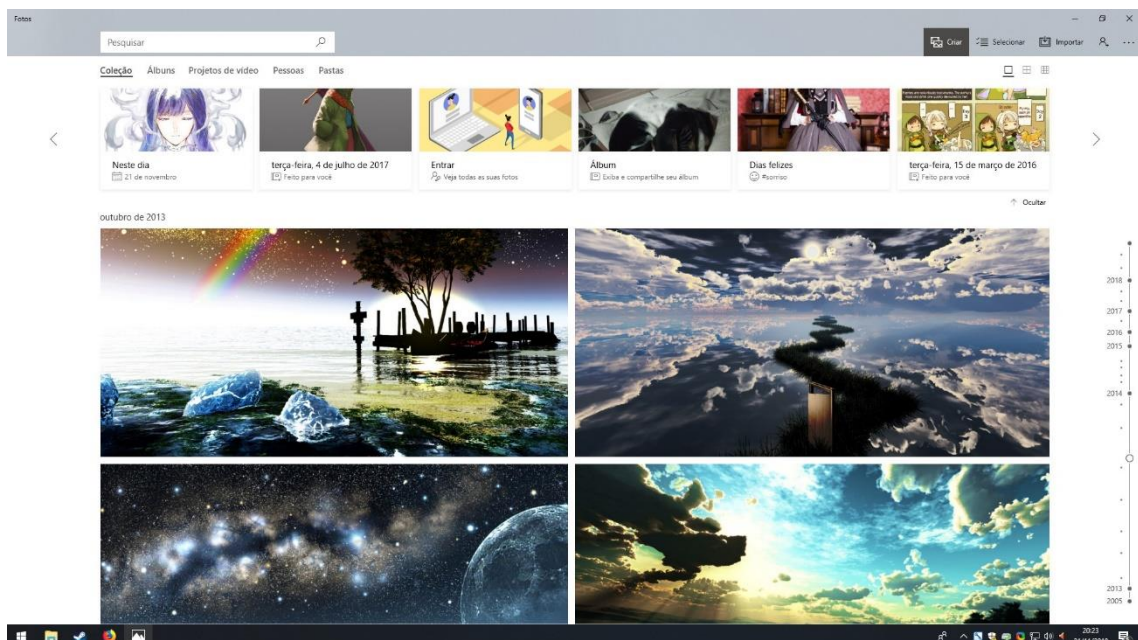 Fotos
Pesquisar
Criar
Selecionar
Importar
Coleção Álbuns Projetos de vídeo Pessoas Pastas
Neste dia
21 de novembro
terça-feira, 4 de julho de 2017
Feito para você
Entrar
Veja todas as suas fotos
Álbum
Exiba e compartilhe seu álbum
Dias felizes
#sorriso
terça-feira, 15 de março de 2016
Feito para você
Ocultar
outubro de 2013
2018
2017
2016
2015
2014
2013
2005
20:23